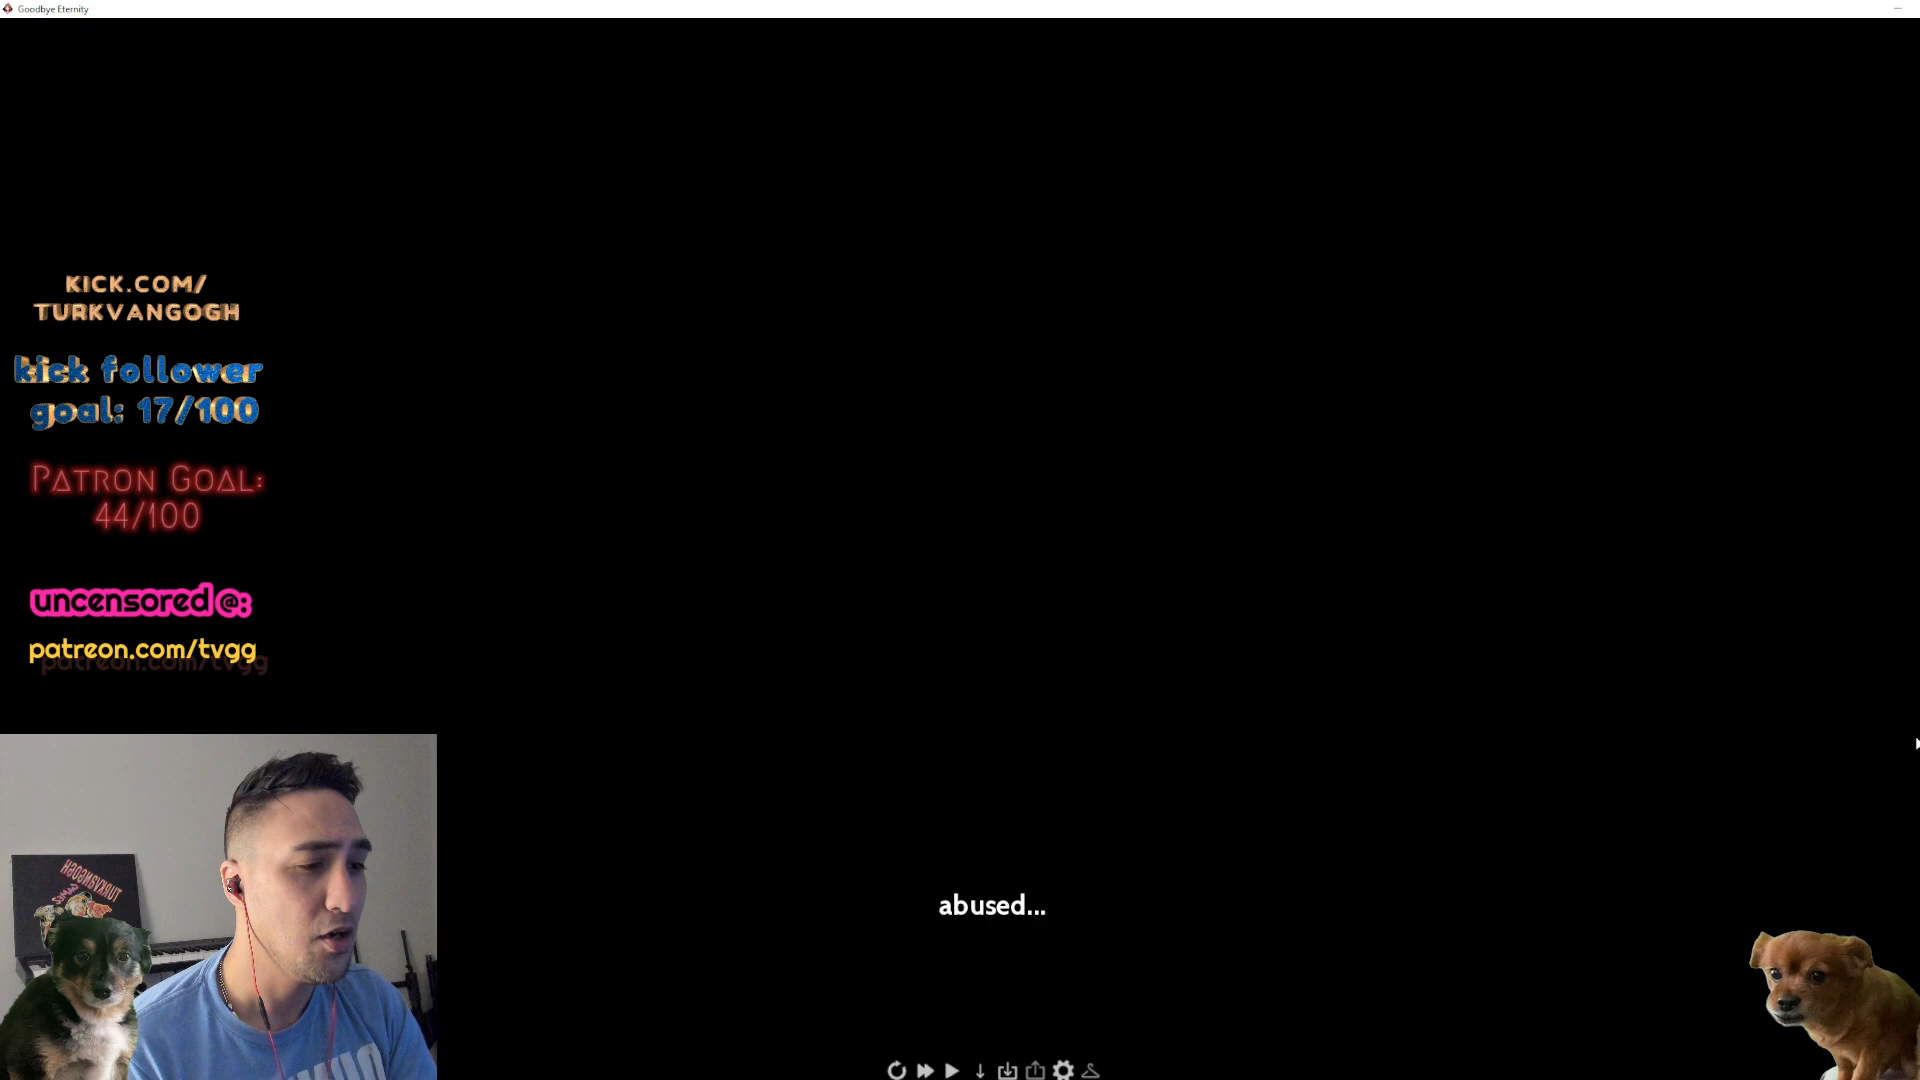 Goodbye Eternity
KICK.COM/
TURKVANGOGH
kick follower
goal: 17/100
PATRON GOAL:
44/100
uncensored @:
patreon.com/tvgg
TURKVANGOGH
abused...